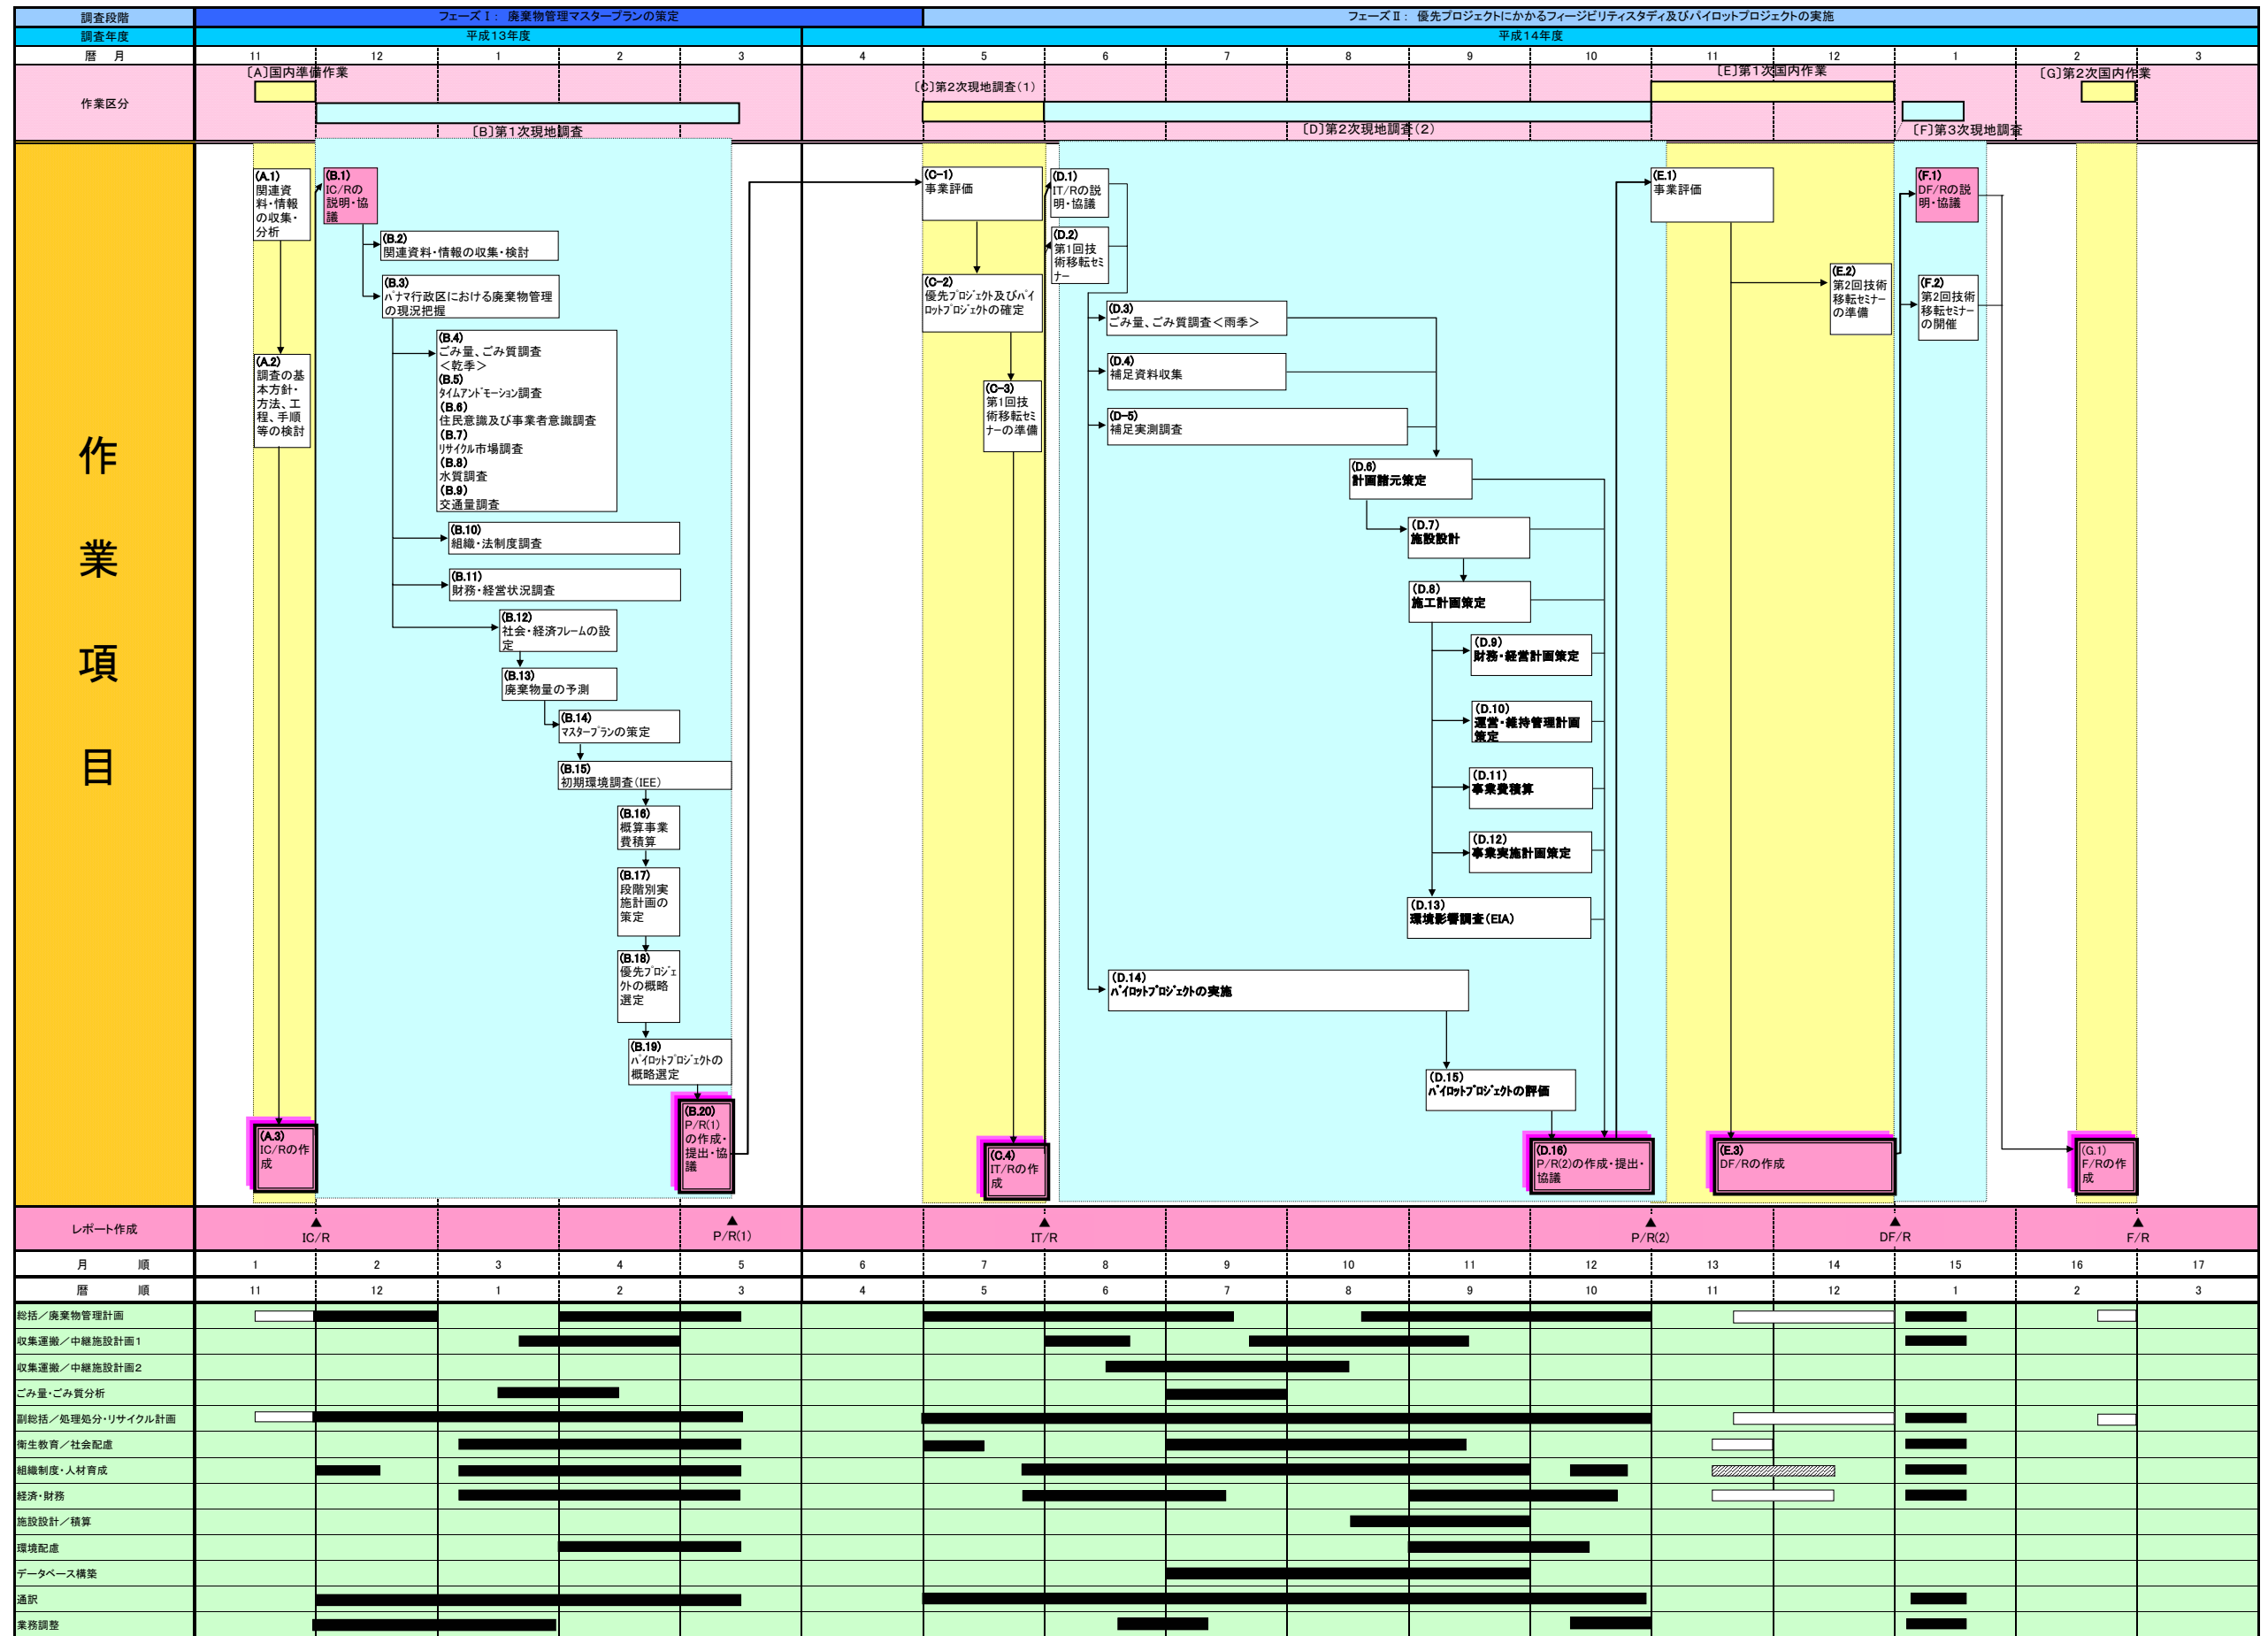 調査段階
フェーズⅠ： 廃棄物管理マスタープランの策定
フェーズⅡ： 優先プロジェクトにかかるフィージビリティスタディ及びパイロットプロジェクトの実施
調査年度
平成13年度
平成14年度
暦 月
11 12 1 2 3 4 5 6 7 8 9 10 11 12 1 2 3
作業区分
〔A〕国内準備作業
〔B〕第1次現地調査
〔C〕第2次現地調査(1)
〔D〕第2次現地調査(2)
〔E〕第1次国内作業
〔F〕第3次現地調査
〔G〕第2次国内作業
作業項目
(A.1)
関連資
料・情報
の収集・
分析
(A.2)
調査の基
本方針・
方法、工
程、手順
等の検討
(A.3)
IC/Rの作
成
(B.1)
IC/Rの
説明・協
議
(B.2)
関連資料・情報の収集・検討
(B.3)
パナマ行政区における廃棄物管理
の現況把握
(B.4)
ごみ量、ごみ質調査
＜乾季＞
(B.5)
タイムアンドモーション調査
(B.6)
住民意識及び事業者意識調査
(B.7)
リサイクル市場調査
(B.8)
水質調査
(B.9)
交通量調査
(B.10)
組織・法制度調査
(B.11)
財務・経営状況調査
(B.12)
社会・経済フレームの設
定
(B.13)
廃棄物量の予測
(B.14)
マスタープランの策定
(B.15)
初期環境調査(IEE)
(B.16)
概算事業
費積算
(B.17)
段階別実
施計画の
策定
(B.18)
優先プロジェ
クトの概略
選定
(B.19)
パイロットプロジェクトの
概略選定
(B.20)
P/R(1)
の作成・
提出・協
議
(C-1)
事業評価
(C-2)
優先プロジェクト及びパイ
ロットプロジェクトの確定
(C-3)
第1回技
術移転セミ
ナーの準備
(C.4)
IT/Rの作
成
(D.1)
IT/Rの説
明・協議
(D.2)
第1回技
術移転セミ
ナー
(D.3)
ごみ量、ごみ質調査＜雨季＞
(D.4)
補足資料収集
(D-5)
補足実測調査
(D.6)
計画諸元策定
(D.7)
施設設計
(D.8)
施工計画策定
(D.9)
財務・経営計画策定
(D.10)
運営・維持管理計画
策定
(D.11)
事業費積算
(D.12)
事業実施計画策定
(D.13)
環境影響調査(EIA)
(D.14)
パイロットプロジェクトの実施
(D.15)
パイロットプロジェクトの評価
(D.16)
P/R(2)の作成・提出・
協議
(E.1)
事業評価
(E.2)
第2回技術
移転セミナー
の準備
(E.3)
DF/Rの作成
(F.1)
DF/Rの説
明・協議
(F.2)
第2回技術
移転セミナー
の開催
(G.1)
F/Rの作
成
レポート作成
▲ ▲ ▲ ▲ ▲ ▲
IC/R P/R(1) IT/R P/R(2) DF/R F/R
月 順
1 2 3 4 5 6 7 8 9 10 11 12 13 14 15 16 17
暦 順
11 12 1 2 3 4 5 6 7 8 9 10 11 12 1 2 3
総括／廃棄物管理計画
収集運搬／中継施設計画1
収集運搬／中継施設計画2
ごみ量・ごみ質分析
副総括／処理処分・リサイクル計画
衛生教育／社会配慮
組織制度・人材育成
経済・財務
施設設計／積算
環境配慮
データベース構築
通訳
業務調整